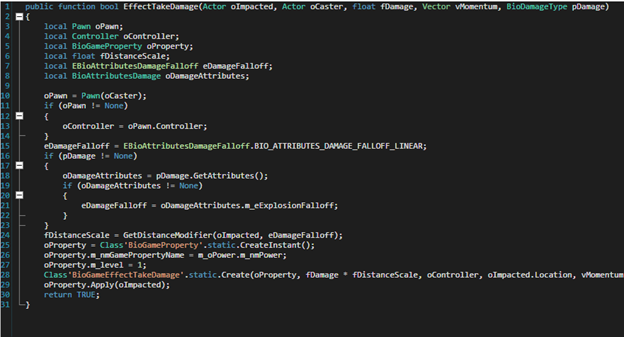 1 public function bool EffectTakeDamage(Actor oImpacted, Actor oCaster, float fDamage, Vector vMomentum, BioDamageType pDamage)
2 {
3 local Pawn oPawn;
4 local Controller oController;
5 local BioGameProperty oProperty;
6 local float fDistanceScale;
7 local EBioAttributesDamageFalloff eDamageFalloff;
8 local BioAttributesDamage oDamageAttributes;
9
10 oPawn = Pawn(oCaster);
11 if (oPawn != None)
12 {
13 oController = oPawn.Controller;
14 }
15 eDamageFalloff = EBioAttributesDamageFalloff.BIO_ATTRIBUTES_DAMAGE_FALLOFF_LINEAR;
16 if (pDamage != None)
17 {
18 oDamageAttributes = pDamage.GetAttributes();
19 if (oDamageAttributes != None)
20 {
21 eDamageFalloff = oDamageAttributes.m_eExplosionFalloff;
22 }
23 }
24 fDistanceScale = GetDistanceModifier(oImpacted, eDamageFalloff);
25 oProperty = Class'BioGameProperty'.static.CreateInstant();
26 oProperty.m_nmGamePropertyName = m_oPower.m_nmPower;
27 oProperty.m_level = 1;
28 Class'BioGameEffectTakeDamage'.static.Create(oProperty, fDamage * fDistanceScale, oController, oImpacted.Location, vMomentum
29 oProperty.Apply(oImpacted);
30 return TRUE;
31 }